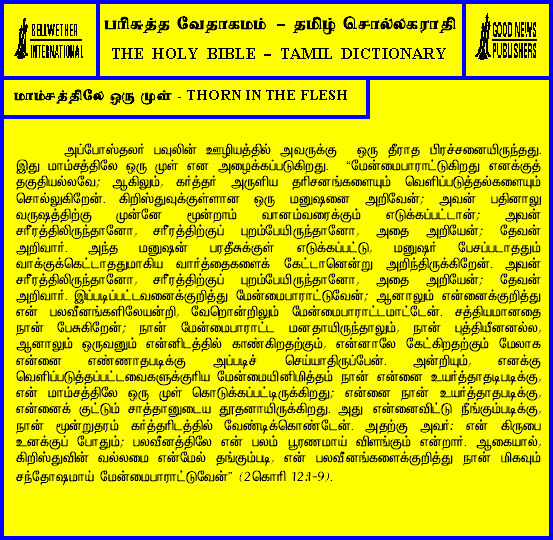 BELLWETHER
INTERNATIONAL
பரிசுத்த வேதாகமம் – தமிழ் சொல்லகராதி
THE HOLY BIBLE – TAMIL DICTIONARY
GOOD NEWS
PUBLISHERS
மாம்சத்திலே ஒரு முள் - THORN IN THE FLESH
அப்போஸ்தலர் பவுலின் ஊழியத்தில் அவருக்கு ஒரு தீராத பிரச்சனையிருந்தது.
இது மாம்சத்திலே ஒரு முள் என அழைக்கப்படுகிறது. “மேன்மைபாராட்டுகிறது எனக்குத்
தகுதியல்லவே; ஆகிலும், கர்த்தர் அருளிய தரிசனங்களையும் வெளிப்படுத்தல்களையும்
சொல்லுகிறேன். கிறிஸ்துவுக்குள்ளான ஒரு மனுஷனை அறிவேன்; அவன் பதினாலு
வருஷத்திற்கு முன்னே மூன்றாம் வானம்வரைக்கும் எடுக்கப்பட்டான்; அவன்
சரீரத்திலிருந்தானோ, சரீரத்திற்குப் புறம்பேயிருந்தானோ, அதை அறியேன்; தேவன்
அறிவார். அந்த மனுஷன் பரதீசுக்குள் எடுக்கப்பட்டு, மனுஷர் பேசப்படாததும்
வாக்குக்கெட்டாததுமாகிய வார்த்தைகளைக் கேட்டானென்று அறிந்திருக்கிறேன். அவன்
சரீரத்திலிருந்தானோ, சரீரத்திற்குப் புறம்பேயிருந்தானோ, அதை அறியேன்; தேவன்
அறிவார். இப்படிப்பட்டவனைக்குறித்து மேன்மைபாராட்டுவேன்; ஆனாலும் என்னைக்குறித்து
என் பலவீனங்களிலேயன்றி, வேறொன்றிலும் மேன்மைபாராட்டமாட்டேன். சத்தியமானதை
நான் பேசுகிறேன்; நான் மேன்மைபாராட்ட மனதாயிருந்தாலும், நான் புத்தியீனனல்ல,
ஆனாலும் ஒருவனும் என்னிடத்தில் காண்கிறதற்கும், என்னாலே கேட்கிறதற்கும் மேலாக
என்னை எண்ணாதபடிக்கு அப்படிச் செய்யாதிருப்பேன். அன்றியும், எனக்கு
வெளிப்படுத்தப்பட்டவைகளுக்குரிய மேன்மையினிமித்தம் நான் என்னை உயர்த்தாதடிபடிக்கு,
என் மாம்சத்திலே ஒரு முள் கொடுக்கப்பட்டிருக்கிறது; என்னை நான் உயர்த்தாதபடிக்கு,
என்னைக் குட்டும் சாத்தானுடைய தூதனாயிருக்கிறது. அது என்னைவிட்டு நீங்கும்படிக்கு,
நான் மூன்றுதரம் கர்த்தரிடத்தில் வேண்டிக்கொண்டேன். அதற்கு அவர்: என் கிருபை
உனக்குப் போதும்; பலவீனத்திலே என் பலம் பூரணமாய் விளங்கும் என்றார். ஆகையால்,
கிறிஸ்துவின் வல்லமை என்மேல் தங்கும்படி, என் பலவீனங்களைக்குறித்து நான் மிகவும்
சந்தோஷமாய் மேன்மைபாராட்டுவேன்” (2கொரி 12:1-9).